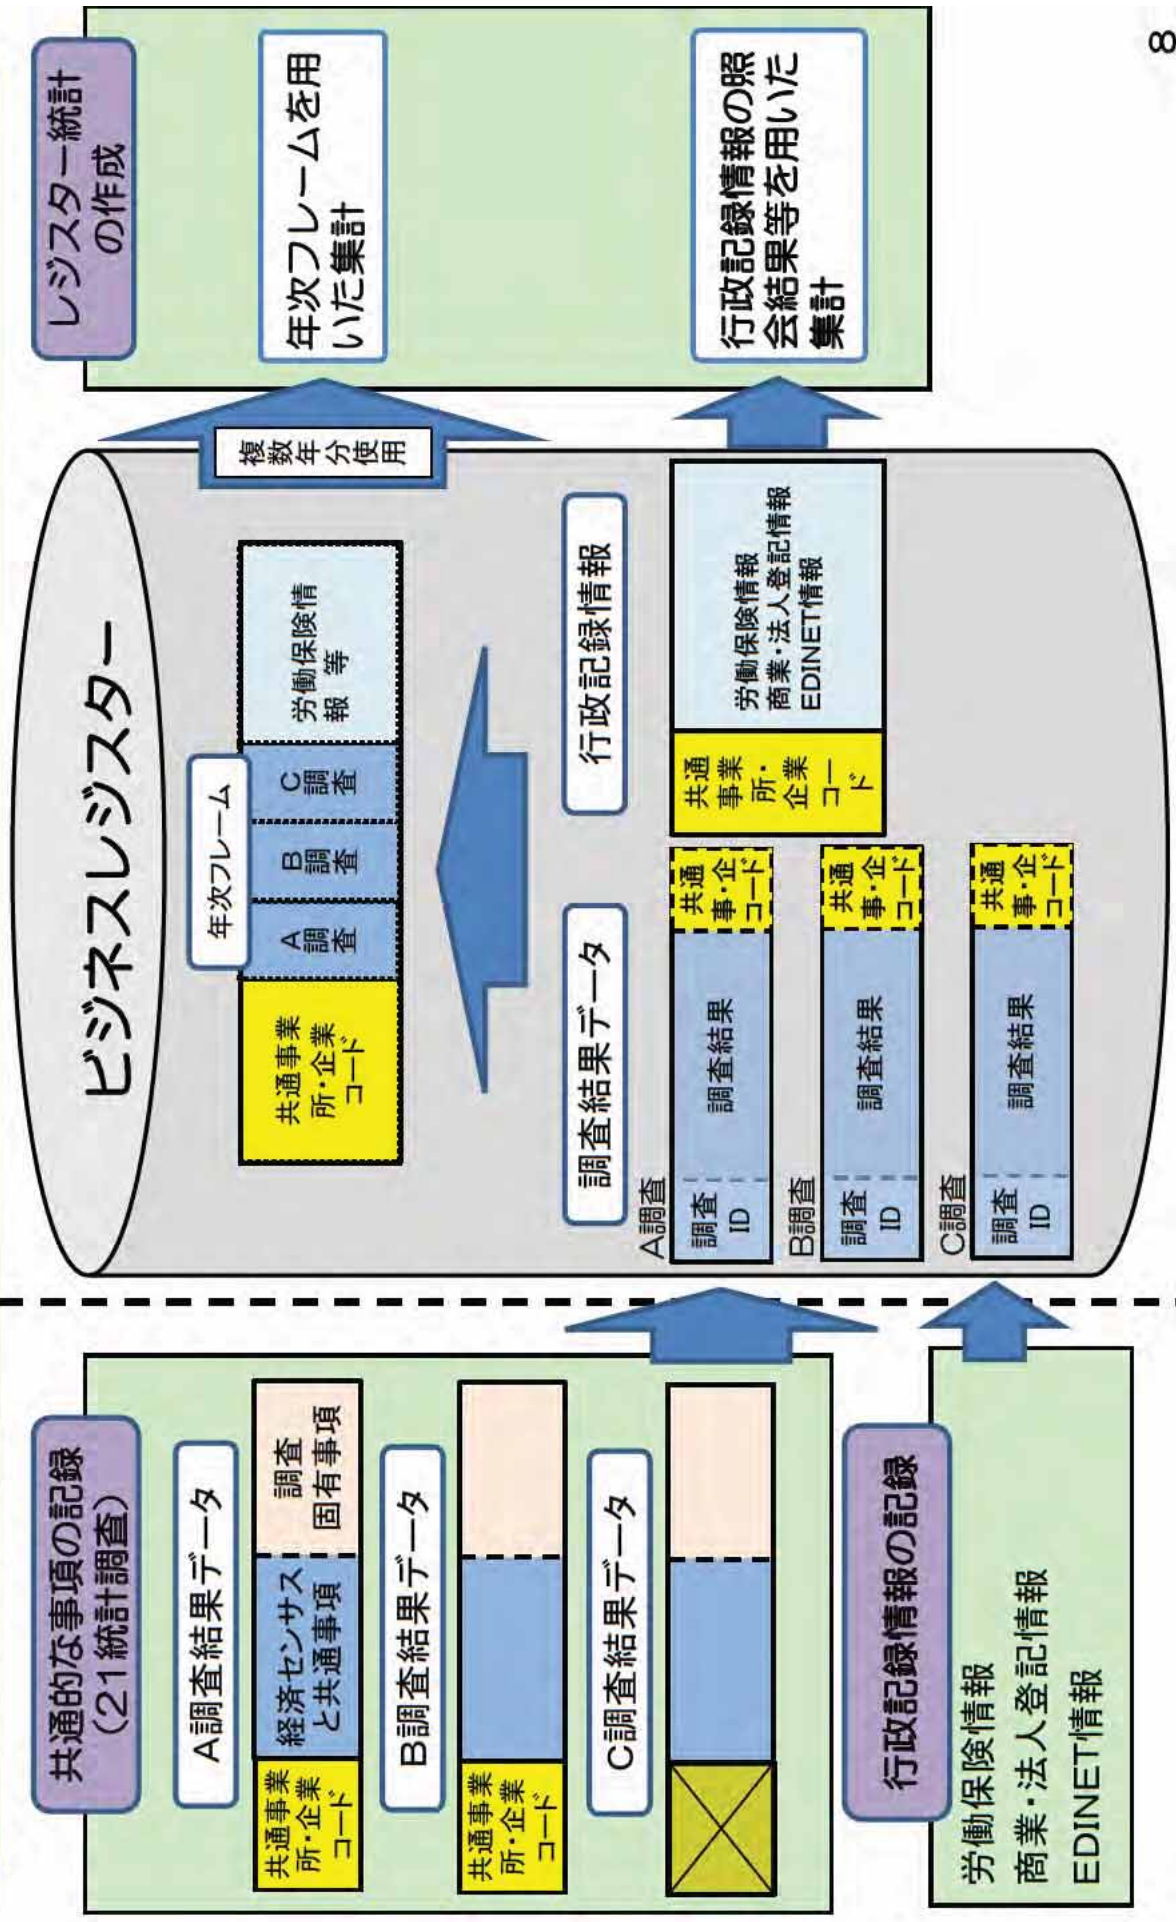 共通的な事項の記録
（21統計調査）
A調査結果データ
共通事業
所・企業
コード
経済センサス
と共通事項
調査
固有事項
B調査結果データ
共通事業
所・企業
コード
C調査結果データ
行政記録情報の記録
労働保険情報
商業・法人登記情報
EDINET情報
ビジネスレジスター
年次フレーム
共通事業
所・企業
コード
A
調査
B
調査
C
調査
労働保険情
報 等
複数年分使用
調査結果データ
A調査
調査
ID
調査結果
共通
事・企
コード
B調査
調査
ID
調査結果
共通
事・企
コード
C調査
調査
ID
調査結果
共通
事・企
コード
行政記録情報
共通
事業
所・
企業
コー
ド
労働保険情報
商業・法人登記情報
EDINET情報
レジスター統計
の作成
年次フレームを用
いた集計
行政記録情報の照
会結果等を用いた
集計
8